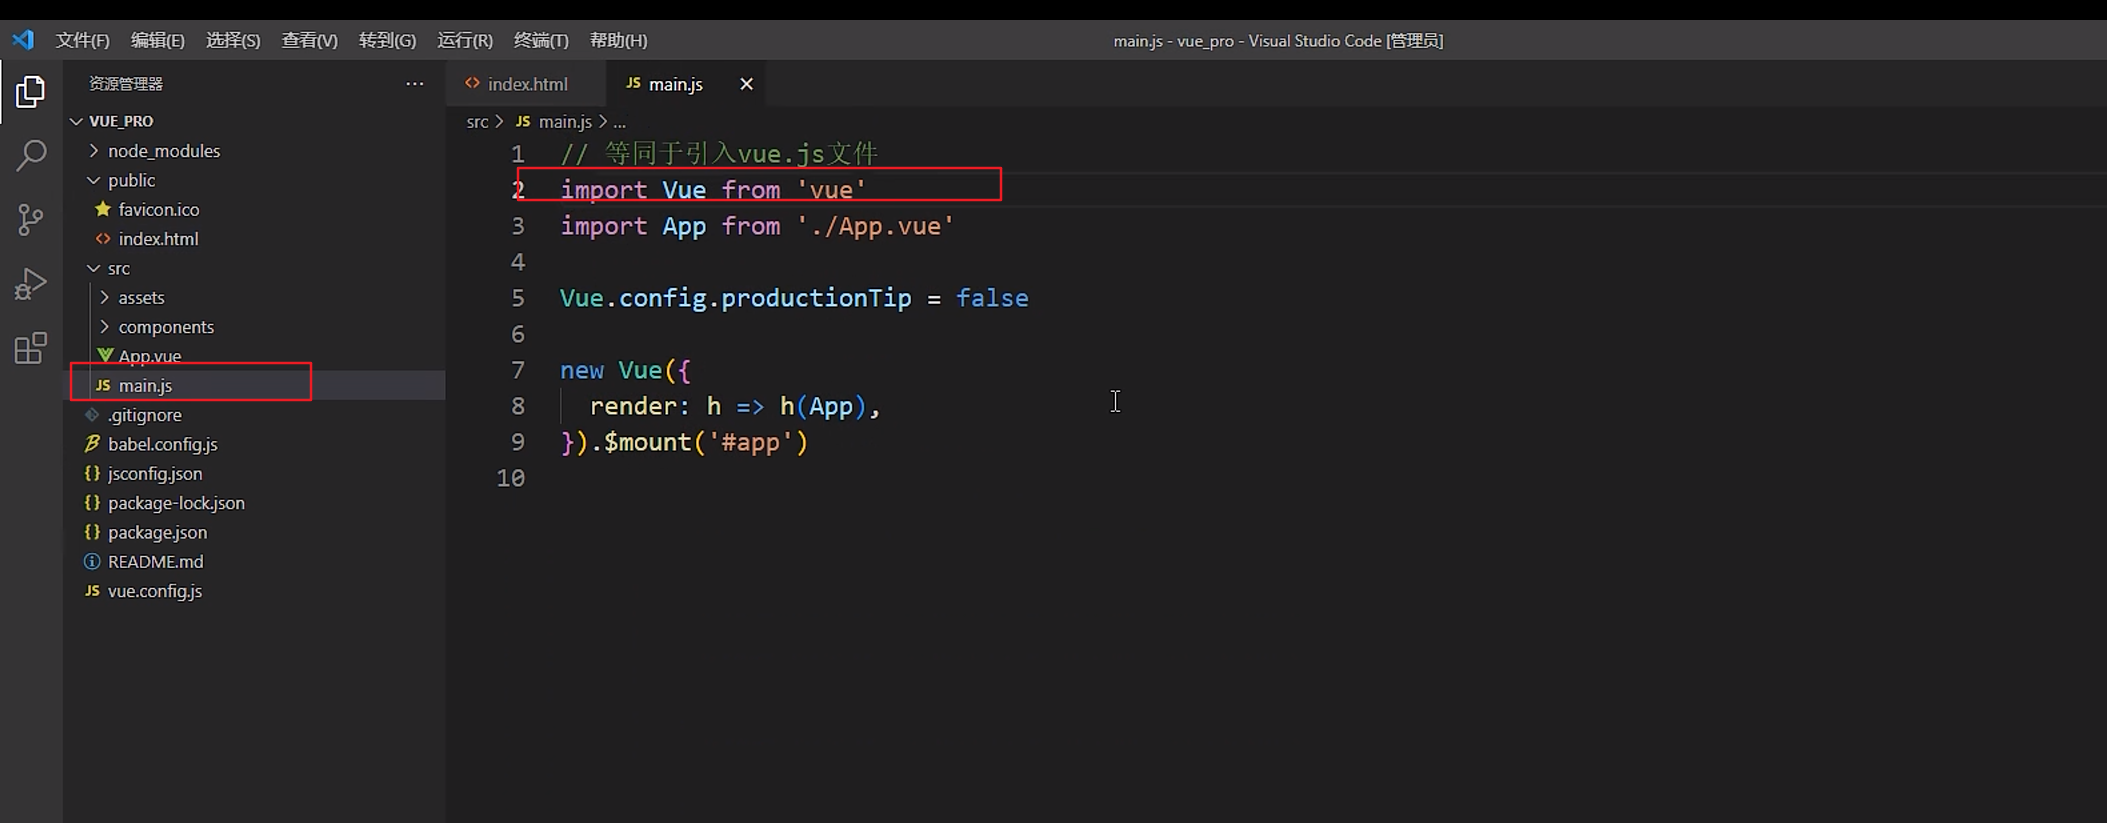 文件(F) 编辑(E) 选择(S) 查看(V) 转到(G) 运行(R) 终端(T) 帮助(H) main.js - vue_pro - Visual Studio Code [管理员]
资源管理器 ···
VUE_PRO
node_modules
public
favicon.ico
<> index.html
src
assets
components
App.vue
JS main.js
.gitignore
babel.config.js
{} jsconfig.json
{} package-lock.json
{} package.json
README.md
JS vue.config.js
<> index.html JS main.js ×
src > JS main.js > ...
1 // 等同于引入vue.js文件
2 import Vue from 'vue'
3 import App from './App.vue'
4
5 Vue.config.productionTip = false
6
7 new Vue({
8 render: h => h(App),
9 }).$mount('#app')
10